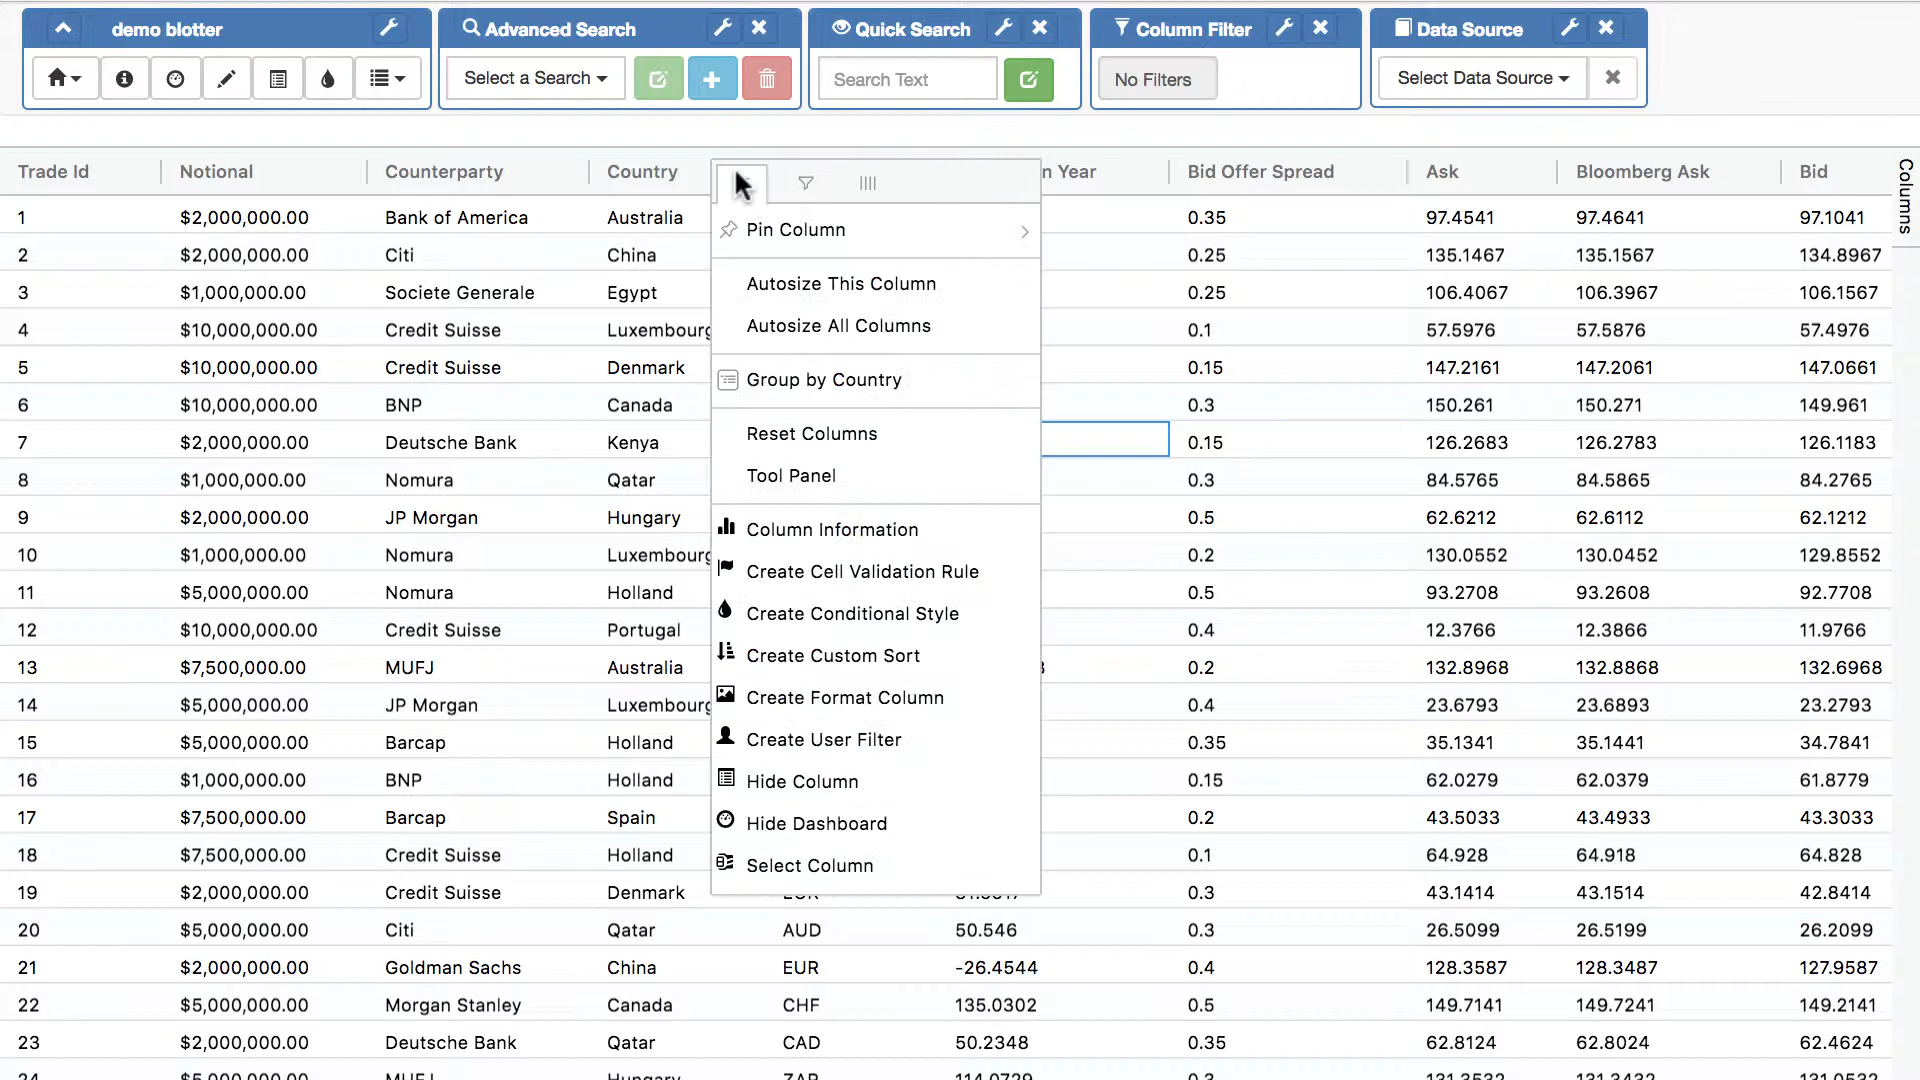 demo blotter
Advanced Search
Quick Search
Column Filter
Data Source
Select a Search
Search Text
No Filters
Select Data Source
Trade Id Notional Counterparty Country n Year Bid Offer Spread Ask Bloomberg Ask Bid
Columns
1 $2,000,000.00 Bank of America Australia 0.35 97.4541 97.4641 97.1041
2 $2,000,000.00 Citi China 0.25 135.1467 135.1567 134.8967
3 $1,000,000.00 Societe Generale Egypt 0.25 106.4067 106.3967 106.1567
4 $10,000,000.00 Credit Suisse Luxembourg 0.1 57.5976 57.5876 57.4976
5 $10,000,000.00 Credit Suisse Denmark 0.15 147.2161 147.2061 147.0661
6 $10,000,000.00 BNP Canada 0.3 150.261 150.271 149.961
7 $2,000,000.00 Deutsche Bank Kenya 0.15 126.2683 126.2783 126.1183
8 $1,000,000.00 Nomura Qatar 0.3 84.5765 84.5865 84.2765
9 $2,000,000.00 JP Morgan Hungary 0.5 62.6212 62.6112 62.1212
10 $1,000,000.00 Nomura Luxembourg 0.2 130.0552 130.0452 129.8552
11 $5,000,000.00 Nomura Holland 0.5 93.2708 93.2608 92.7708
12 $10,000,000.00 Credit Suisse Portugal 0.4 12.3766 12.3866 11.9766
13 $7,500,000.00 MUFJ Australia 0.2 132.8968 132.8868 132.6968
14 $5,000,000.00 JP Morgan Luxembourg 0.4 23.6793 23.6893 23.2793
15 $5,000,000.00 Barcap Holland 0.35 35.1341 35.1441 34.7841
16 $1,000,000.00 BNP Holland 0.15 62.0279 62.0379 61.8779
17 $7,500,000.00 Barcap Spain 0.2 43.5033 43.4933 43.3033
18 $7,500,000.00 Credit Suisse Holland 0.1 64.928 64.918 64.828
19 $2,000,000.00 Credit Suisse Denmark 0.3 43.1414 43.1514 42.8414
20 $5,000,000.00 Citi Qatar AUD 50.546 0.3 26.5099 26.5199 26.2099
21 $2,000,000.00 Goldman Sachs China EUR -26.4544 0.4 128.3587 128.3487 127.9587
22 $5,000,000.00 Morgan Stanley Canada CHF 135.0302 0.5 149.7141 149.7241 149.2141
23 $2,000,000.00 Deutsche Bank Qatar CAD 50.2348 0.35 62.8124 62.8024 62.4624
24 $5,000,000.00 MUFJ Hungary ZAR 114.0729 0.3
Pin Column
Autosize This Column
Autosize All Columns
Group by Country
Reset Columns
Tool Panel
Column Information
Create Cell Validation Rule
Create Conditional Style
Create Custom Sort
Create Format Column
Create User Filter
Hide Column
Hide Dashboard
Select Column